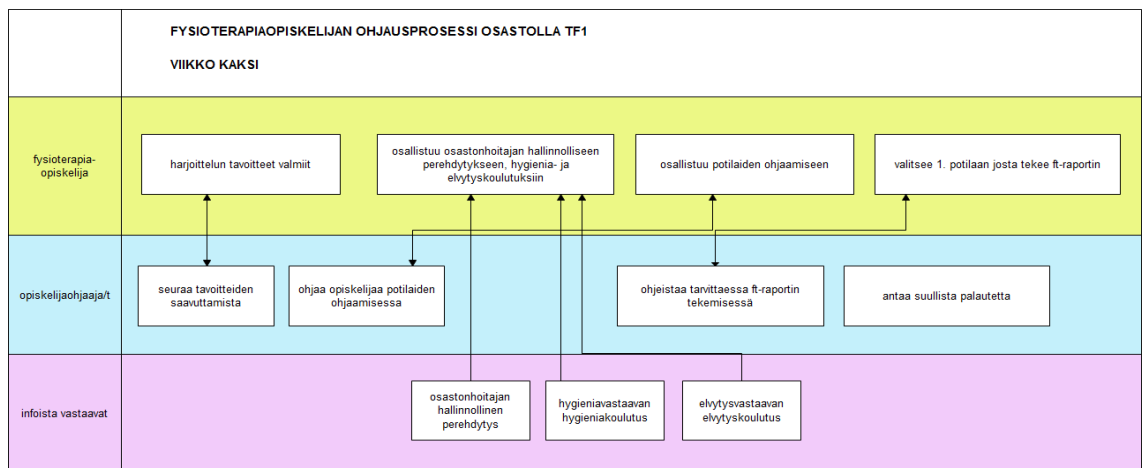 FYSIOTERAPIAOPISKELIJAN OHJAUSPROSESSI OSASTOLLA TF1
VIIKKO KAKSI
fysioterapia-
opiskelija
harjoittelun tavoitteet valmiit
osallistuu osastonhoitajan hallinnolliseen
perehdytykseen, hygienia- ja
elvytyskoulutuksiin
osallistuu potilaiden ohjaamiseen
valitsee 1. potilaan josta tekee ft-raportin
opiskelijaohjaaja/t
seuraa tavoitteiden
saavuttamista
ohjaa opiskelijaa potilaiden
ohjaamisessa
ohjeistaa tarvittaessa ft-raportin
tekemisessä
antaa suullista palautetta
infoista vastaavat
osastonhoitajan
hallinnollinen
perehdytys
hygieniavastaavan
hygieniakoulutus
elvytysvastaavan
elvytyskoulutus